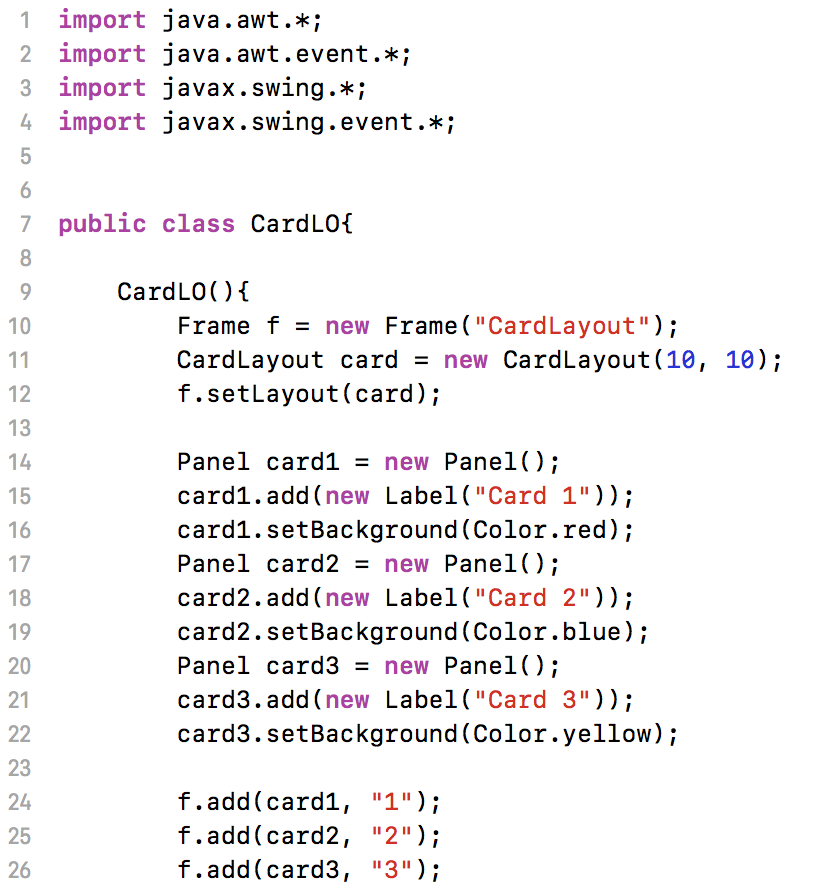 1 import java.awt.*;
2 import java.awt.event.*;
3 import javax.swing.*;
4 import javax.swing.event.*;
5
6
7 public class CardLO{
8
9     CardLO(){
10         Frame f = new Frame("CardLayout");
11         CardLayout card = new CardLayout(10, 10);
12         f.setLayout(card);
13
14         Panel card1 = new Panel();
15         card1.add(new Label("Card 1"));
16         card1.setBackground(Color.red);
17         Panel card2 = new Panel();
18         card2.add(new Label("Card 2"));
19         card2.setBackground(Color.blue);
20         Panel card3 = new Panel();
21         card3.add(new Label("Card 3"));
22         card3.setBackground(Color.yellow);
23
24         f.add(card1, "1");
25         f.add(card2, "2");
26         f.add(card3, "3");